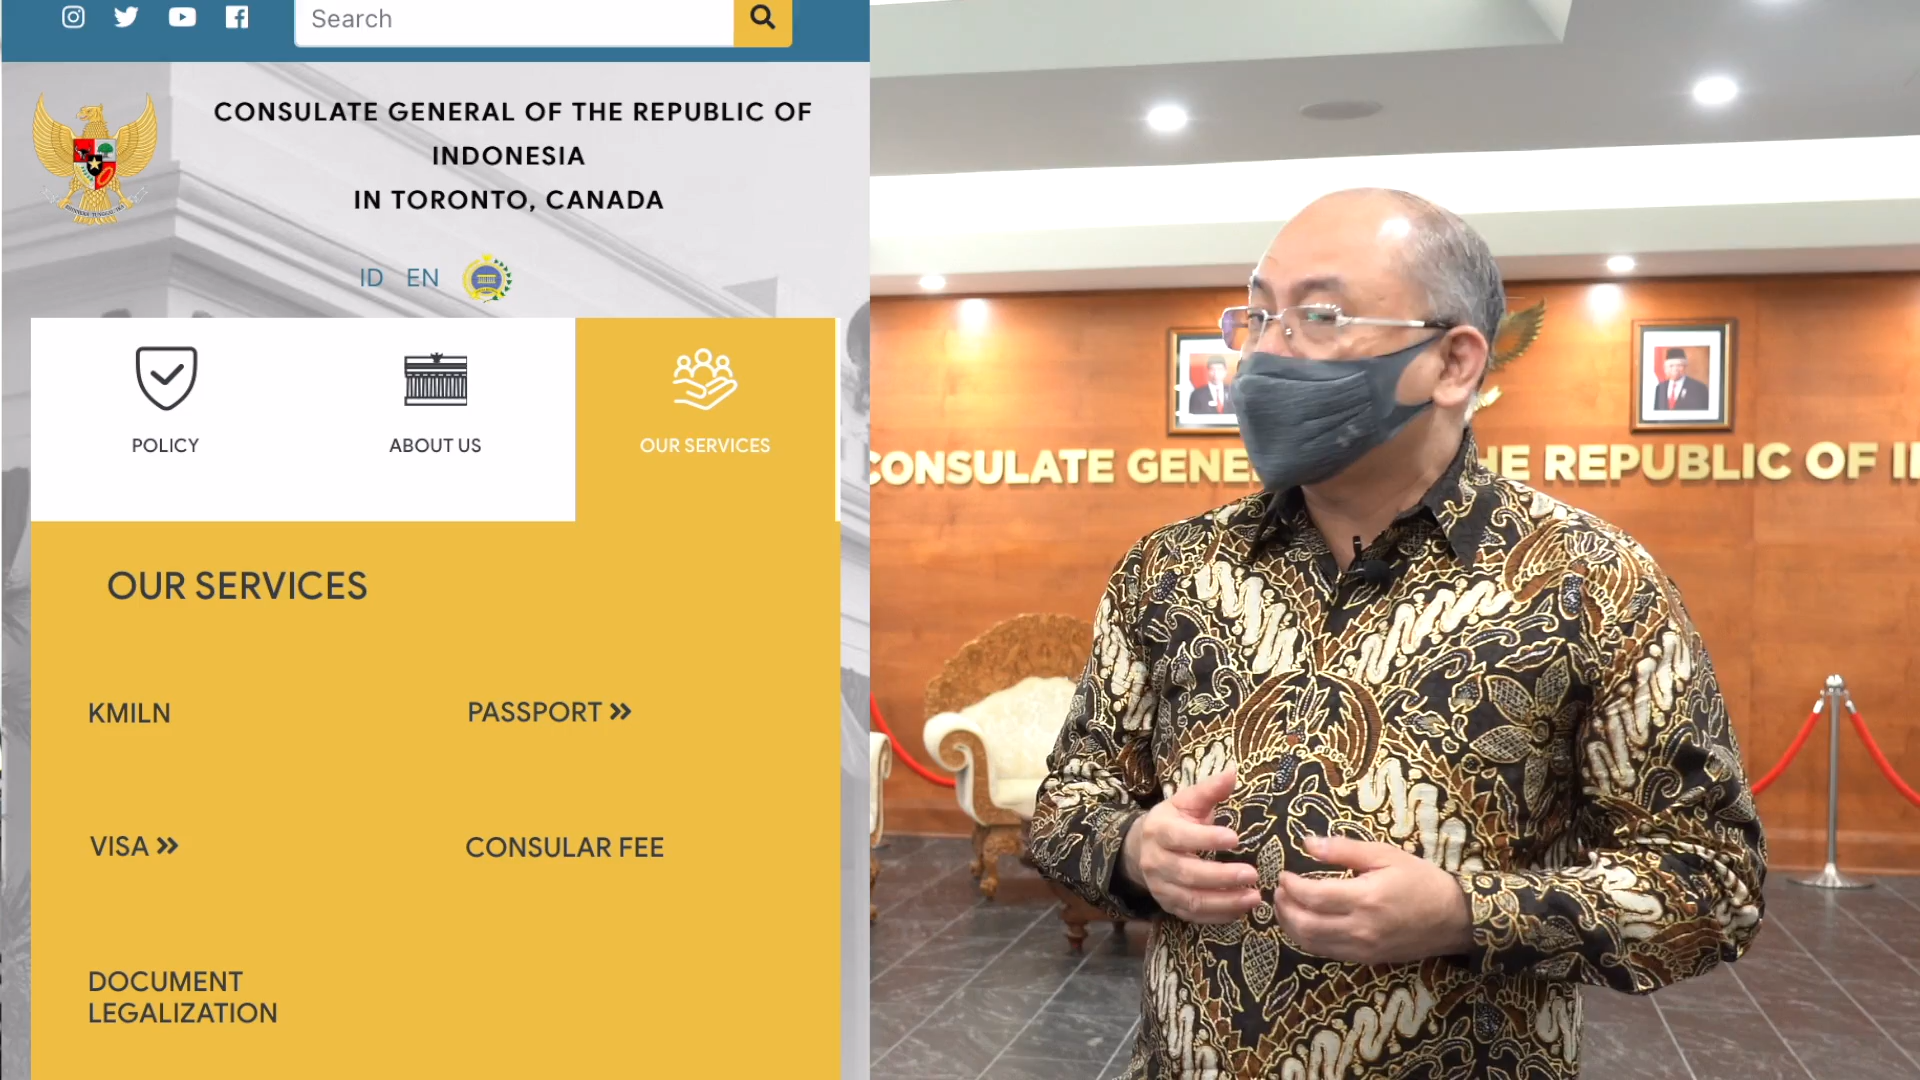 Search
CONSULATE GENERAL OF THE REPUBLIC OF
INDONESIA
IN TORONTO, CANADA
ID EN
POLICY
ABOUT US
OUR SERVICES
OUR SERVICES
KMILN
PASSPORT
VISA
CONSULAR FEE
DOCUMENT
LEGALIZATION
CONSULATE GENE
HE REPUBLIC OF I